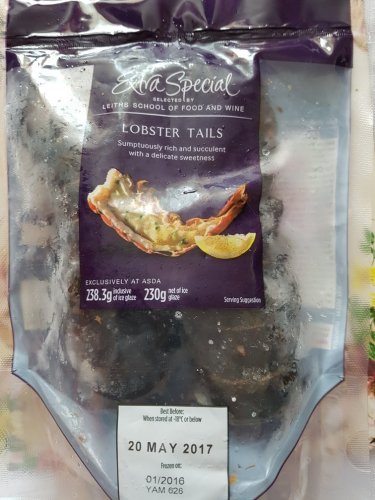 Extra Special
SELECTED BY
LEITHS SCHOOL OF FOOD AND WINE
LOBSTER TAILS
Sumptuously rich and succulent
with a delicate sweetness
EXCLUSIVELY AT ASDA
238.3g inclusive of ice glaze 230g net of ice glaze
Serving Suggestion
Best Before:
When stored at -18°C or below
20 MAY 2017
Frozen on:
01/2016
YAM 626